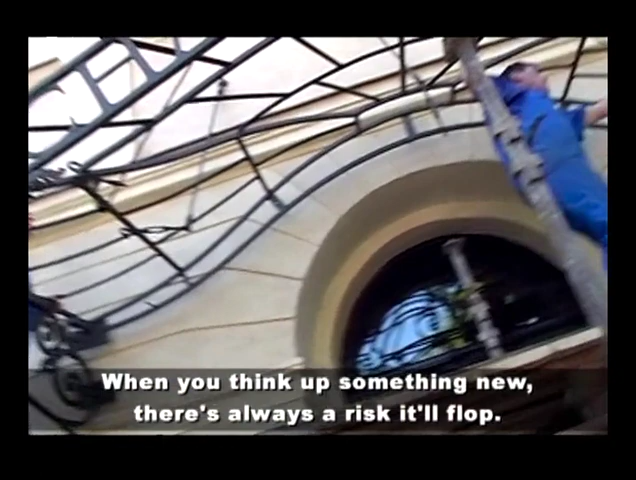 When you think up something new,
there's always a risk it'll flop.